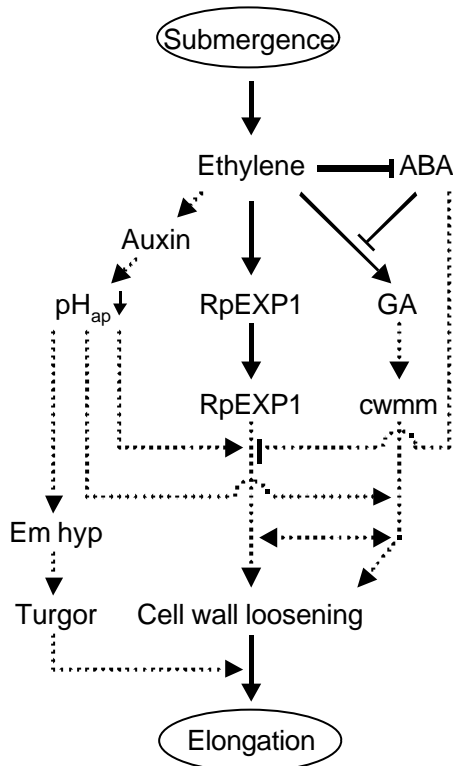 Submergence
Ethylene ABA
Auxin
pHap RpEXP1 GA
RpEXP1 cwmm
Em hyp
Turgor Cell wall loosening
Elongation